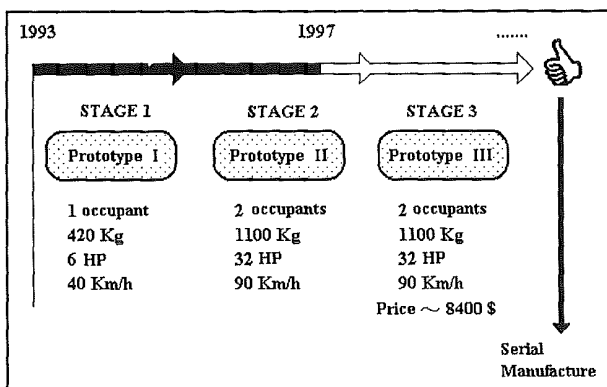 1993 1997 .......
STAGE 1 STAGE 2 STAGE 3
Prototype I Prototype II Prototype III
1 occupant 2 occupants 2 occupants
420 Kg 1100 Kg 1100 Kg
6 HP 32 HP 32 HP
40 Km/h 90 Km/h 90 Km/h
Price ~ 8400 $
Serial
Manufacture